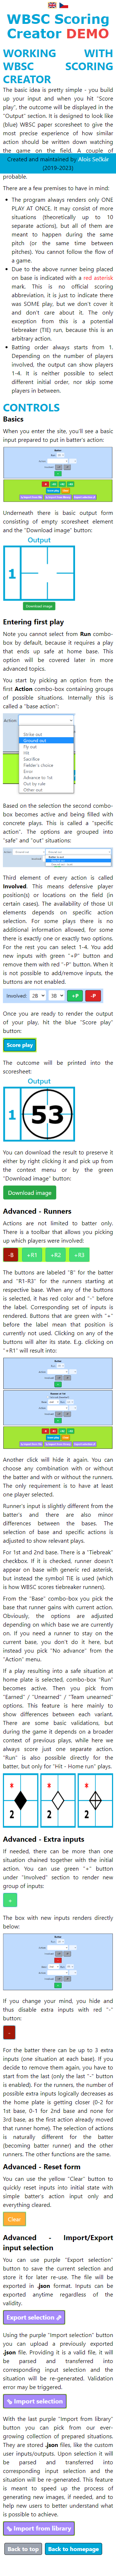 WBSC Scoring
Creator DEMO
WORKING WITH
WBSC SCORING
CREATOR
The basic idea is pretty simple - you build
up your input and when you hit "Score
play", the outcome will be displayed in the
"Output" section. It is designed to look like
(blue) WBSC paper scoresheet to give the
most precise experience of how similar
action should be written down watching
the game on the field. A couple of
Created and maintained by Alois Sečkár
(2019-2023)
probable.
There are a few premises to have in mind:
The program always renders only ONE
PLAY AT ONCE. It may consist of more
situations (theoretically up to 10
separate actions), but all of them are
meant to happen during the same
pitch (or the same time between
pitches). You cannot follow the flow
of a game.
Due to the above runner being placed
on base is indicated with a red asterisk
mark. This is no official scoring
abbreviation, it is just to indicate there
was SOME play, but we don't cover it
and don't care about it. The only
exception from this is a potential
tiebreaker (TIE) run, because this is an
arbitrary action.
Batting order always starts from 1.
Depending on the number of players
involved, the output can show players
1-4. It is neither possible to select
different initial order, nor skip some
players in between.
CONTROLS
Basics
When you enter the site, you'll see a basic
input prepared to put in batter's action:
Underneath there is basic output form
consisting of empty scoresheet element
and the "Download image" button:
Output
1
Download image
Entering first play
Note you cannot select from Run combo-
box by default, because it requires a play
that ends up safe at home base. This
option will be covered later in more
advanced topics.
You start by picking an option from the
first Action combo-box containing groups
of possible situations. Internally this is
called a "base action"
Action:
Strike out
Ground out
Fly out
Hit
Sacrifice
Fielder's choice
Error
Advance to 1st
Out by rule
Other out
Based on the selection the second combo-
box becomes active and being filled with
concrete plays. This is called a "specific
action". The options are grouped into
"safe" and "out" situations:
Third element of every action is called
Involved. This means defensive player
position(s) or locations on the field (in
some cases). The availability of those
elements depends on specific action
selection. For some plays there is no
additional information allowed, for some
there is exactly one or exactly two options.
For the rest you can select 1-4. You add
new inputs with green "+P" button and
remove them with red "-P" button. When it
is not possible to add/remove inputs, the
buttons are not enabled.
Involved: 2B 3B +P -P
Once you are ready to render the output
of your play, hit the blue "Score play"
button:
Score play
The outcome will be printed into the
scoresheet:
Output
1 53
You can download the result to preserve it
either by right clicking it and pick up from
the context menu or by the green
"Download image" button:
Download image
Advanced - Runners
Actions are not limited to batter only.
There is a toolbar that allows you picking
up which players were involved:
-B +R1 +R2 +R3
The buttons are labeled "B" for the batter
and "R1-R3" for the runners starting at
respective base. When any of the buttons
is selected, it has red color and "-" before
the label. Corresponding set of inputs is
rendered. Buttons that are green with "+"
before the label mean that position is
currently not used. Clicking on any of the
buttons will alter its state. E.g. clicking on
"+R1" will result into:
Another click will hide it again. You can
choose any combination with or without
the batter and with or without the runners.
The only requirement is to have at least
one player selected.
Runner's input is slightly different from the
batter's and there are also minor
differences between the bases. The
selection of base and specific actions is
adjusted to show relevant plays.
For 1st and 2nd base. There is a "Tiebreak"
checkbox. If it is checked, runner doesn't
appear on base with generic red asterisk,
but instead the symbol TIE is used (which
is how WBSC scores tiebreaker runners).
From the "Base" combo-box you pick the
base that runner gains with current action.
Obviously, the options are adjusted
depending on which base we are currently
on. If you need a runner to stay on the
current base, you don't do it here, but
instead you pick "No advance" from the
"Action" menu.
If a play resulting into a safe situation at
home plate is selected, combo-box "Run"
becomes active. Then you pick from
"Earned" / "Unearned" / "Team unearned"
options. This feature is here mainly to
show differences between each variant.
There are some basic validations, but
during the game it depends on a broader
context of previous plays, while here we
always score just one separate action.
"Run" is also possible directly for the
batter, but only for "Hit - Home run" plays.
2 2 2
Advanced - Extra inputs
If needed, there can be more than one
situation chained together with the initial
action. You can use green "+" button
under "Involved" section to render new
group of inputs:
+
The box with new inputs renders directly
below:
If you change your mind, you hide and
thus disable extra inputs with red "-"
button:
-
For the batter there can be up to 3 extra
inputs (one situation at each base). If you
decide to remove them again, you have to
start from the last (only the last "-" button
is enabled). For the runners, the number of
possible extra inputs logically decreases as
the home plate is getting closer (0-2 for
1st base, 0-1 for 2nd base and none for
3rd base, as the first action already moved
that runner home). The selection of actions
is naturally different for the batter
(becoming batter runner) and the other
runners. The other functions are the same.
Advanced - Reset form
You can use the yellow "Clear" button to
quickly reset inputs into initial state with
simple batter's action input only and
everything cleared.
Clear
Advanced - Import/Export
input selection
You can use purple "Export selection"
button to save the current selection and
store it for later re-use. The file will be
exported in .json format. Inputs can be
exported anytime regardless of the
validity.
Export selection
Using the purple "Import selection" button
you can upload a previously exported
.json file. Providing it is a valid file, it will
be parsed and transferred into
corresponding input selection and the
situation will be re-generated. Validation
error may be triggered.
Import selection
With the last purple "Import from library"
button you can pick from our ever-
growing collection of prepared situations.
They are stored .json files, like the custom
user inputs/outputs. Upon selection it will
be parsed and transferred into
corresponding input selection and the
situation will be re-generated. This feature
is meant to speed up the process of
generating new images, if needed, and to
help new users to better understand what
is possible to achieve.
Import from library
Back to top Back to homepage